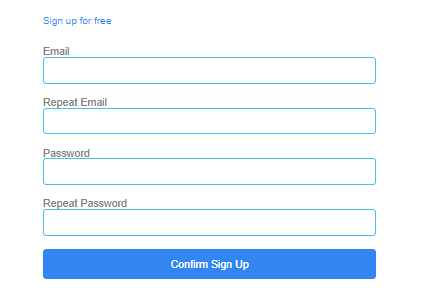 Sign up for free
Email
Repeat Email
Password
Repeat Password
Confirm Sign Up